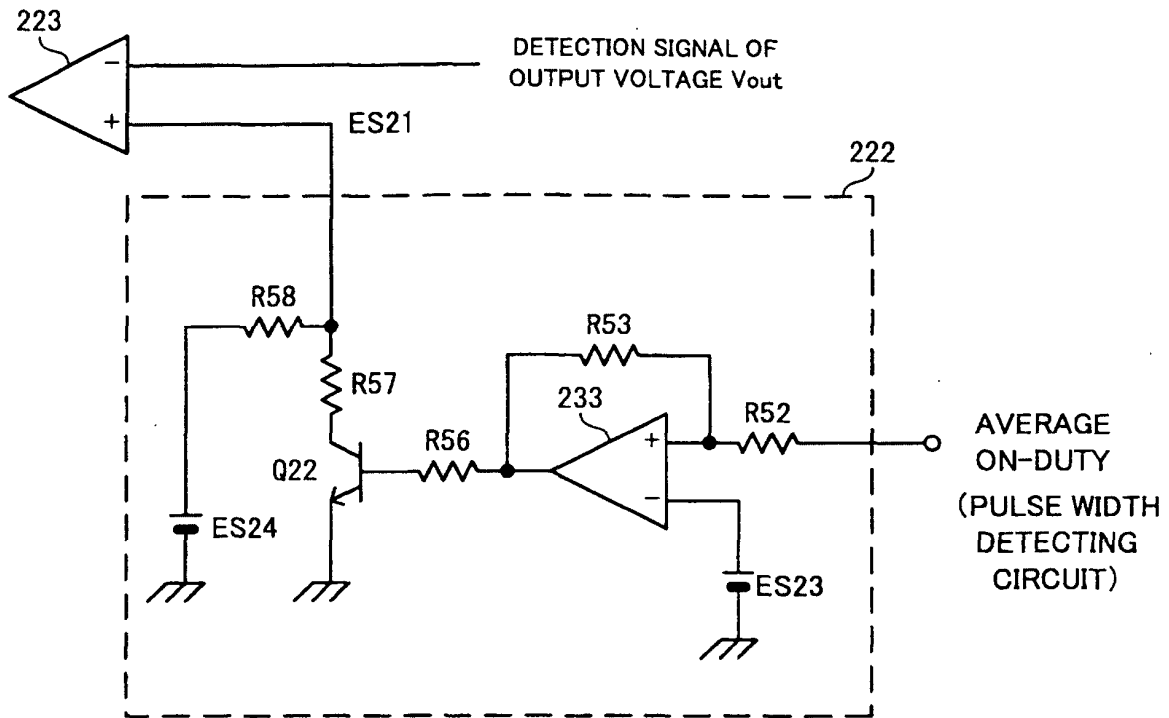 223
DETECTION SIGNAL OF
OUTPUT VOLTAGE Vout
−
+
ES21
222
R58
R53
R57
233
R52
R56
+
−
Q22
ES24
ES23
AVERAGE
ON-DUTY
(PULSE WIDTH
DETECTING
CIRCUIT)